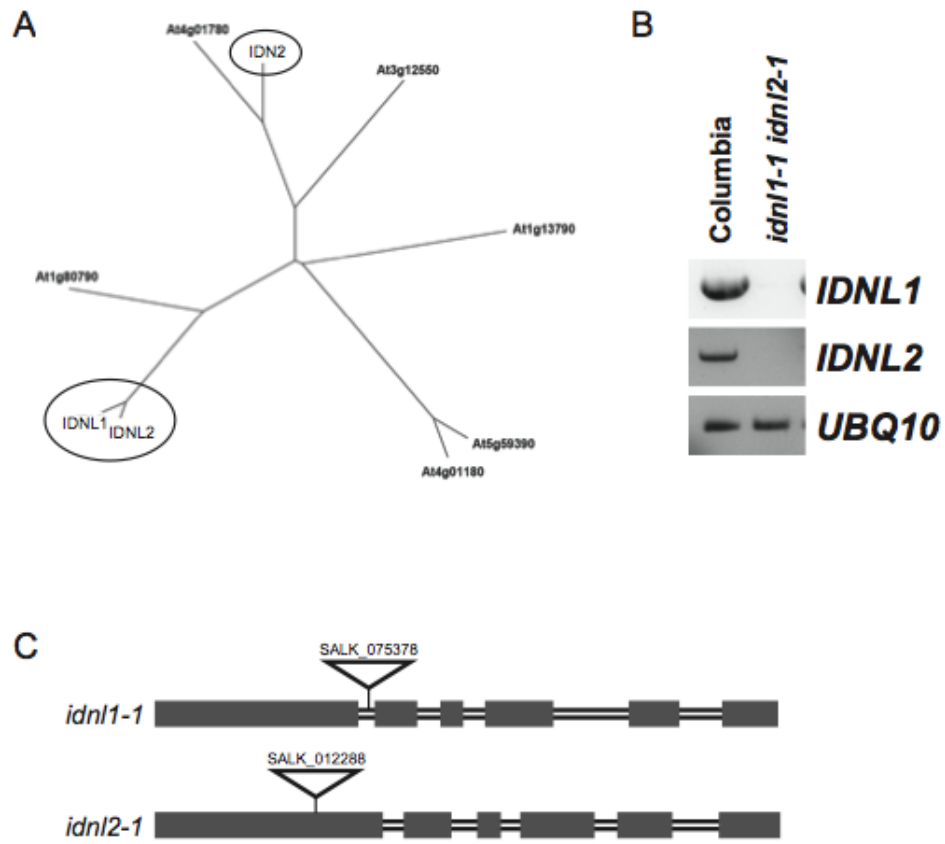 A
At4g01780
IDN2
At3g12550
At1g13790
At1g80790
IDNL1
IDNL2
At5g59390
At4g01180
B
Columbia
idnl1-1 idnl2-1
IDNL1
IDNL2
UBQ10
C
SALK_075378
idnl1-1
SALK_012288
idnl2-1